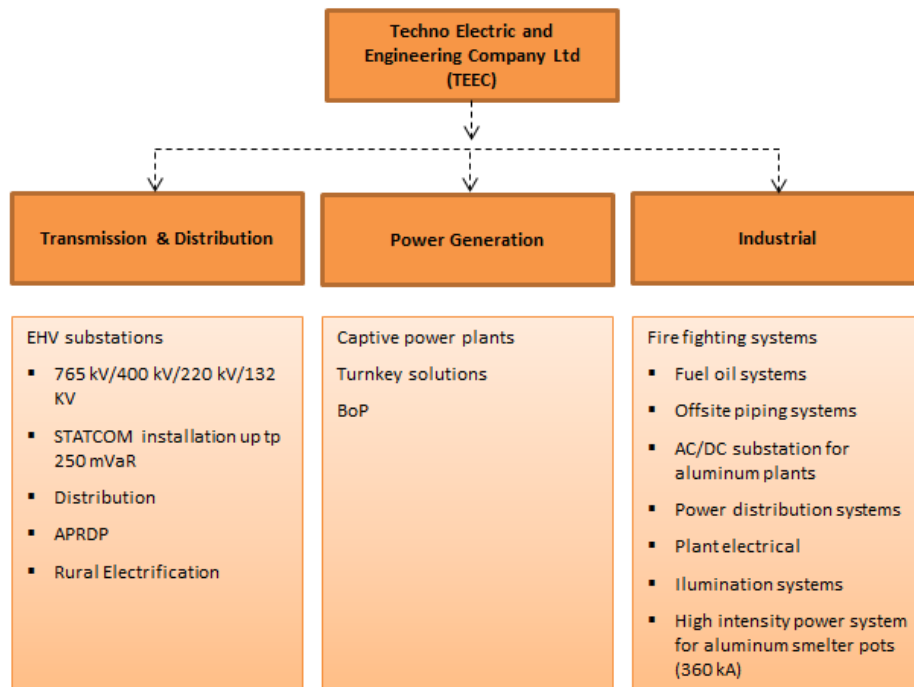 Techno Electric and
Engineering Company Ltd
(TEEC)
Transmission & Distribution
Power Generation
Industrial
EHV substations
▪ 765 kV/400 kV/220 kV/132
KV
▪ STATCOM installation up tp
250 mVaR
▪ Distribution
▪ APRDP
▪ Rural Electrification
Captive power plants
Turnkey solutions
BoP
Fire fighting systems
▪ Fuel oil systems
▪ Offsite piping systems
▪ AC/DC substation for
aluminum plants
▪ Power distribution systems
▪ Plant electrical
▪ Ilumination systems
▪ High intensity power system
for aluminum smelter pots
(360 kA)